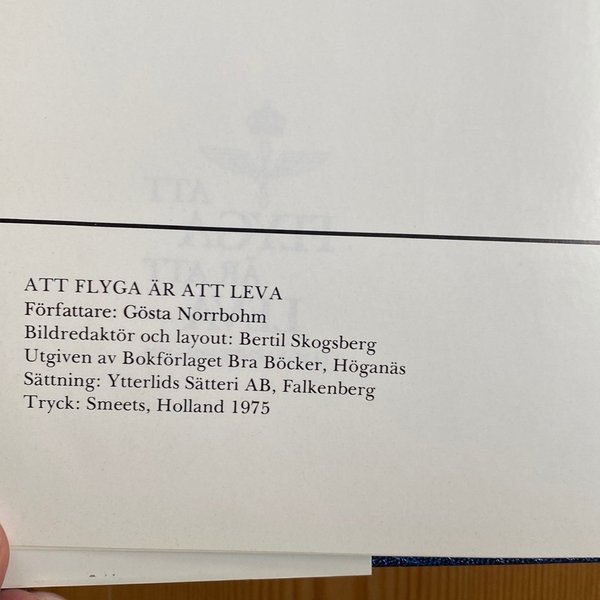 ATT FLYGA ÄR ATT LEVA
Författare: Gösta Norrbohm
Bildredaktör och layout: Bertil Skogsberg
Utgiven av Bokförlaget Bra Böcker, Höganäs
Sättning: Ytterlids Sätteri AB, Falkenberg
Tryck: Smeets, Holland 1975